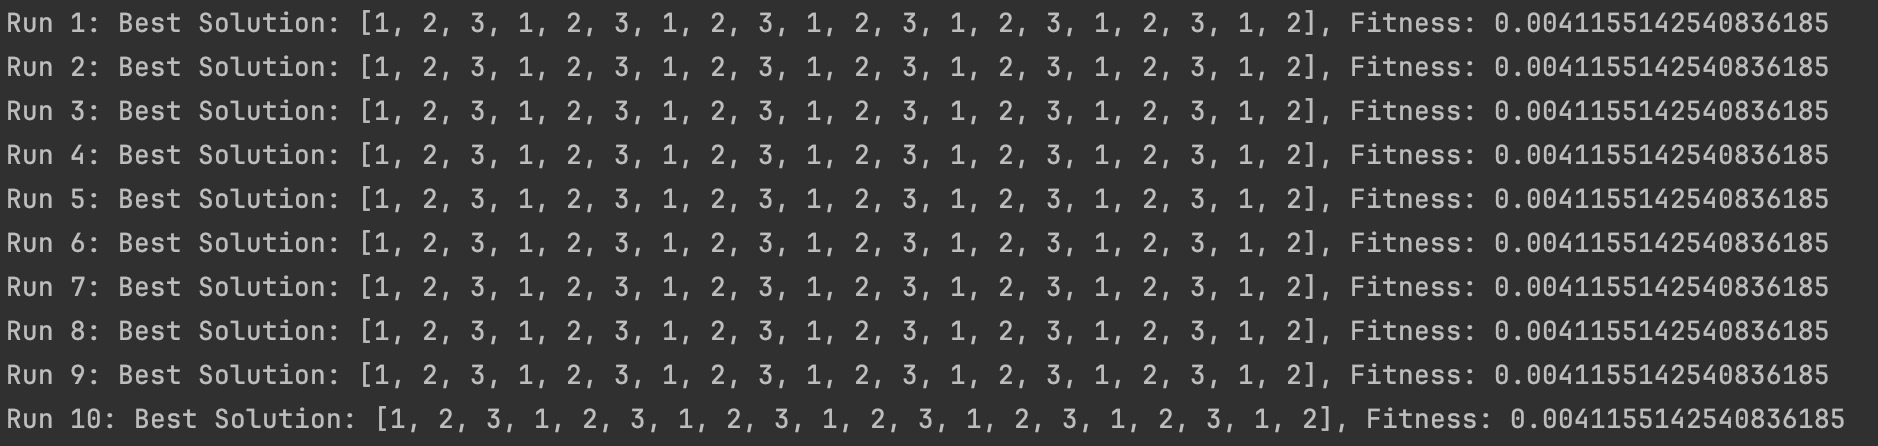 Run 1: Best Solution: [1, 2, 3, 1, 2, 3, 1, 2, 3, 1, 2, 3, 1, 2, 3, 1, 2, 3, 1, 2], Fitness: 0.0041155142540836185
Run 2: Best Solution: [1, 2, 3, 1, 2, 3, 1, 2, 3, 1, 2, 3, 1, 2, 3, 1, 2, 3, 1, 2], Fitness: 0.0041155142540836185
Run 3: Best Solution: [1, 2, 3, 1, 2, 3, 1, 2, 3, 1, 2, 3, 1, 2, 3, 1, 2, 3, 1, 2], Fitness: 0.0041155142540836185
Run 4: Best Solution: [1, 2, 3, 1, 2, 3, 1, 2, 3, 1, 2, 3, 1, 2, 3, 1, 2, 3, 1, 2], Fitness: 0.0041155142540836185
Run 5: Best Solution: [1, 2, 3, 1, 2, 3, 1, 2, 3, 1, 2, 3, 1, 2, 3, 1, 2, 3, 1, 2], Fitness: 0.0041155142540836185
Run 6: Best Solution: [1, 2, 3, 1, 2, 3, 1, 2, 3, 1, 2, 3, 1, 2, 3, 1, 2, 3, 1, 2], Fitness: 0.0041155142540836185
Run 7: Best Solution: [1, 2, 3, 1, 2, 3, 1, 2, 3, 1, 2, 3, 1, 2, 3, 1, 2, 3, 1, 2], Fitness: 0.0041155142540836185
Run 8: Best Solution: [1, 2, 3, 1, 2, 3, 1, 2, 3, 1, 2, 3, 1, 2, 3, 1, 2, 3, 1, 2], Fitness: 0.0041155142540836185
Run 9: Best Solution: [1, 2, 3, 1, 2, 3, 1, 2, 3, 1, 2, 3, 1, 2, 3, 1, 2, 3, 1, 2], Fitness: 0.0041155142540836185
Run 10: Best Solution: [1, 2, 3, 1, 2, 3, 1, 2, 3, 1, 2, 3, 1, 2, 3, 1, 2, 3, 1, 2], Fitness: 0.0041155142540836185